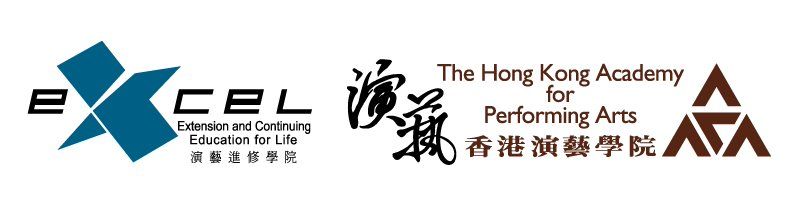 excel
Extension and Continuing
Education for Life
演藝進修學院
演藝
The Hong Kong Academy
for
Performing Arts
香港演藝學院
APA